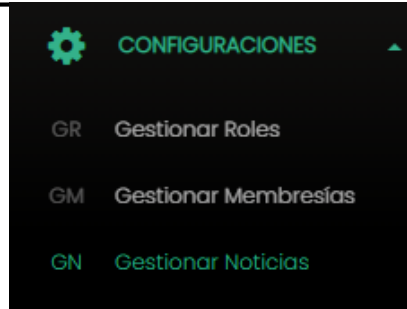 CONFIGURACIONES
GR Gestionar Roles
GM Gestionar Membresías
GN Gestionar Noticias